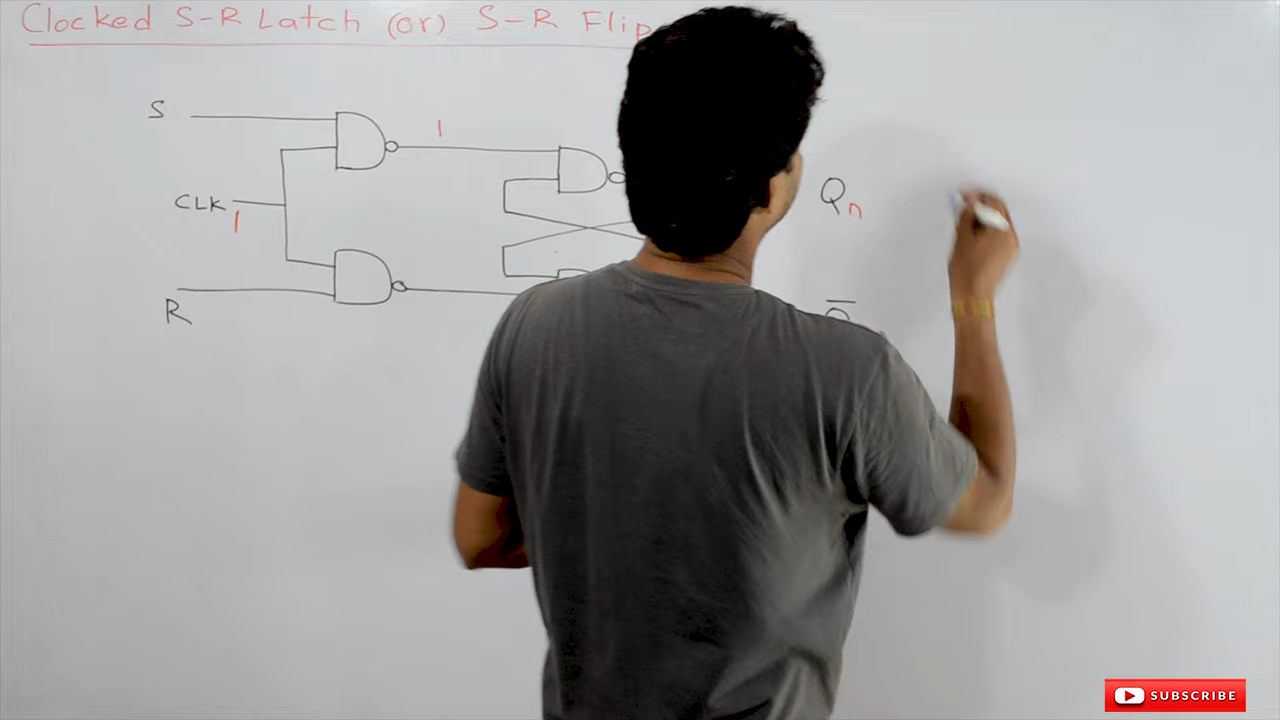 Clocked S-R Latch (or) S-R Flip
S
1
CLK
1
Qn
R
SUBSCRIBE